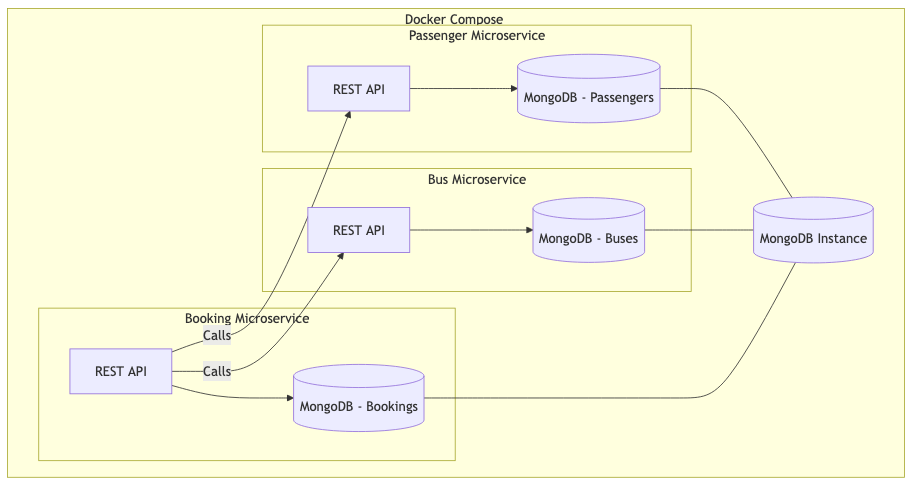 Docker Compose
Passenger Microservice
REST API
MongoDB - Passengers
Bus Microservice
REST API
MongoDB - Buses
MongoDB Instance
Booking Microservice
Calls
REST API
Calls
MongoDB - Bookings